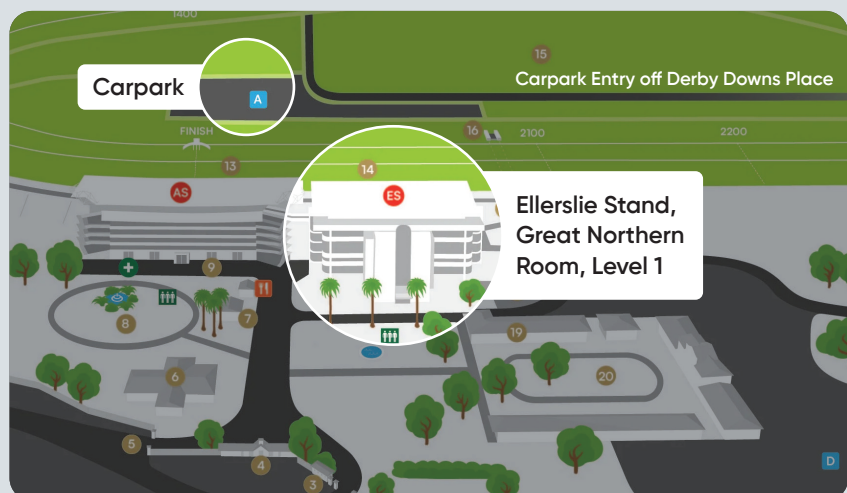 1400
15
Carpark
A
Carpark Entry off Derby Downs Place
FINISH
16
2100
2200
13
14
AS
ES
Ellerslie Stand,
Great Northern
Room, Level 1
9
8
7
19
6
20
5
4
3
D